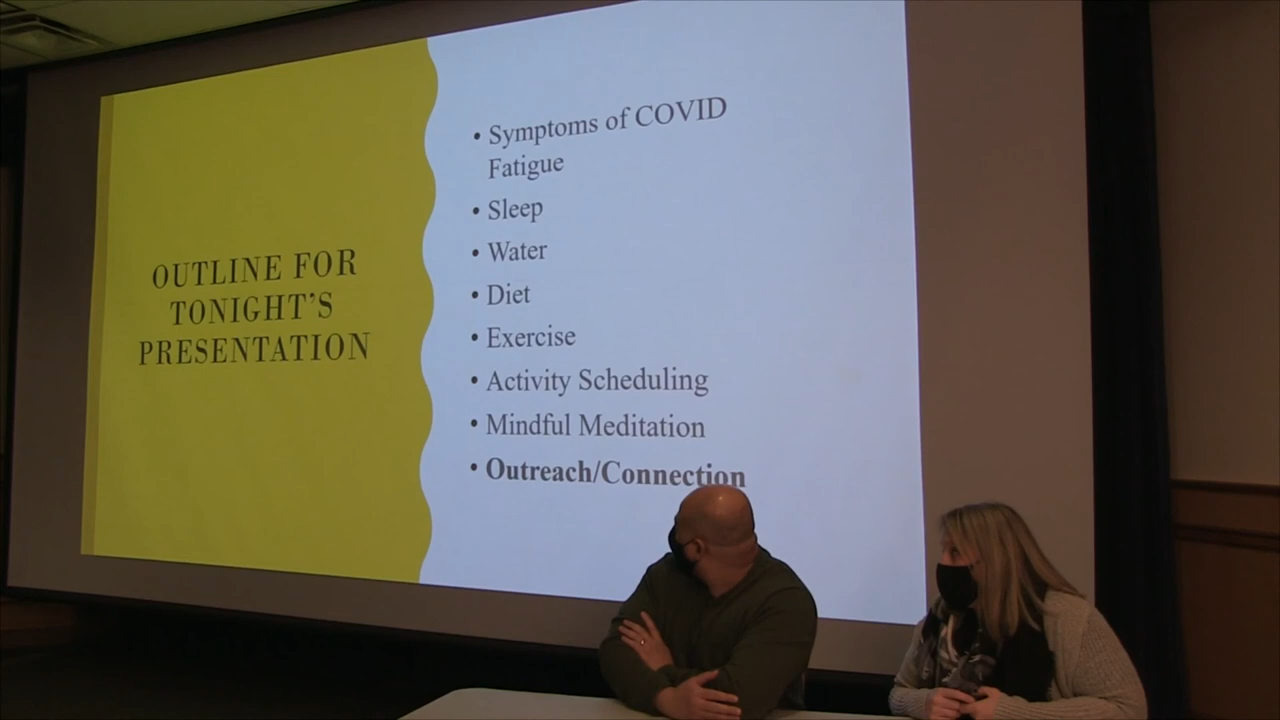 OUTLINE FOR
TONIGHT'S
PRESENTATION
• Symptoms of COVID
Fatigue
• Sleep
• Water
• Diet
• Exercise
• Activity Scheduling
• Mindful Meditation
• Outreach/Connection